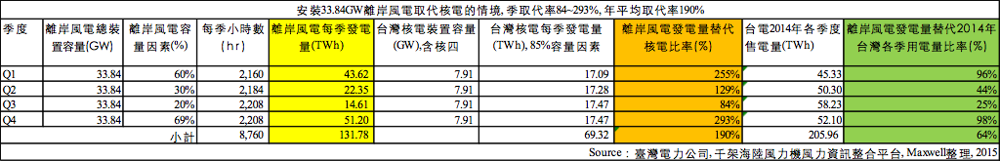 安裝33.84GW離岸風電取代核電的情境, 季取代率84~293%, 年平均取代率190%
季度 離岸風電總裝置容量(GW) 離岸風電容量因素(%) 每季小時數(hr) 離岸風電每季發電量(TWh) 台灣核電裝置容量(GW),含核四 台灣核電每季發電量(TWh), 85%容量因素 離岸風電發電量替代核電比率(%) 台電2014年各季度售電量(TWh) 離岸風電發電量替代2014年台灣各季用電量比率(%)
Q1 33.84 60% 2,160 43.62 7.91 17.09 255% 45.33 96%
Q2 33.84 30% 2,184 22.35 7.91 17.28 129% 50.30 44%
Q3 33.84 20% 2,208 14.61 7.91 17.47 84% 58.23 25%
Q4 33.84 69% 2,208 51.20 7.91 17.47 293% 52.10 98%
小計 8,760 131.78 69.32 190% 205.96 64%
Source：臺灣電力公司, 千架海陸風力機風力資訊整合平台, Maxwell整理, 2015